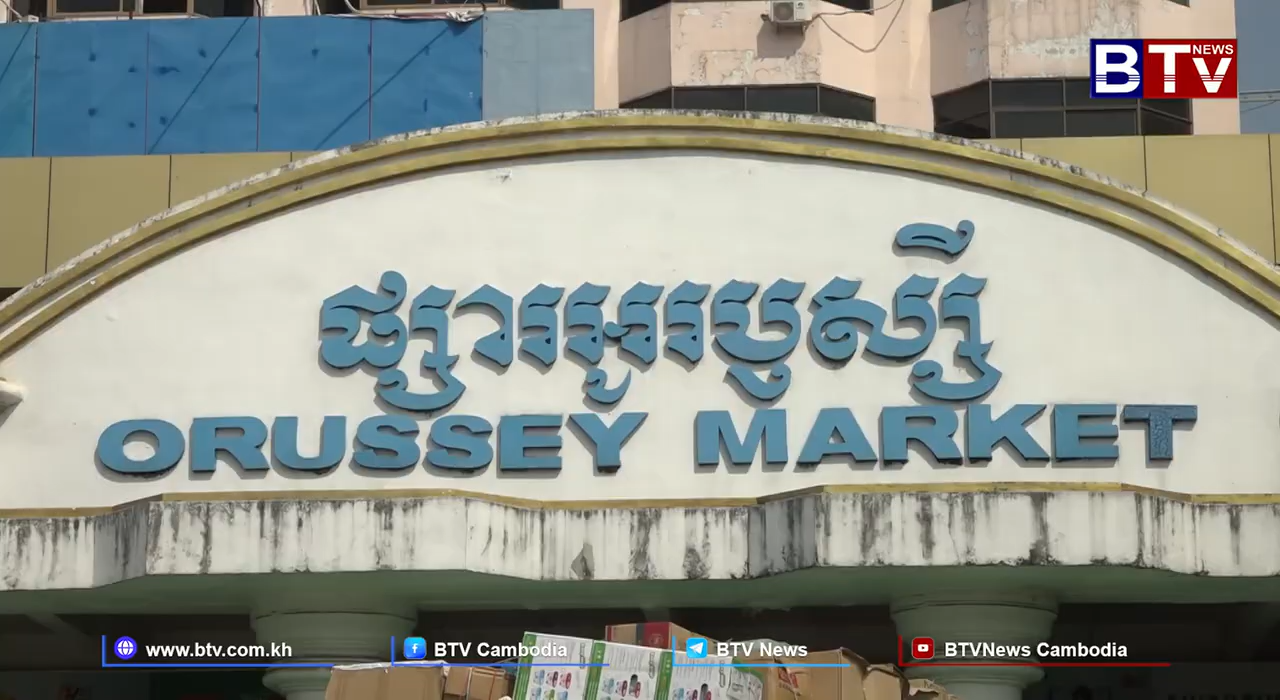 BTV NEWS
ផ្សារអូរឫស្សី
ORUSSEY MARKET
www.btv.com.kh
BTV Cambodia
BTV News
BTVNews Cambodia